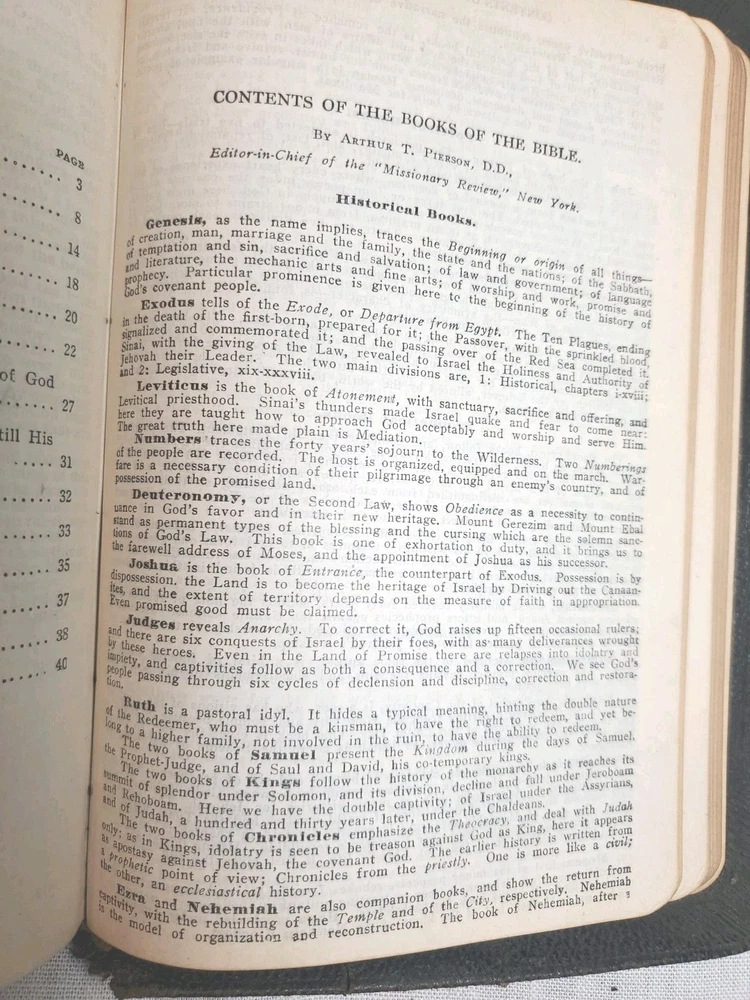 PAGE
3
8
14
18
20
22
of God
27
till His
31
32
33
35
37
38
40
CONTENTS OF THE BOOKS OF THE BIBLE.
By Arthur T. Pierson, D.D.,
Editor-in-Chief of the "Missionary Review," New York.
Historical Books.
Genesis, as the name implies, traces the Beginning or origin of all things—
of creation, man, marriage and the family, the state and the nations; of the Sabbath,
of temptation and sin, sacrifice and salvation; of law and government; of language
and literature, the mechanic arts and fine arts; of worship and work, promise and
prophecy. Particular prominence is given here to the beginning of the history of
God's covenant people.
Exodus tells of the Exode, or Departure from Egypt. The Ten Plagues, ending
in the death of the first-born, prepared for it; the Passover, with the sprinkled blood,
signalized and commemorated it; and the passing over of the Red Sea completed it.
Sinai, with the giving of the Law, revealed to Israel the Holiness and Authority of
Jehovah their Leader. The two main divisions are, 1: Historical, chapters i-xviii;
and 2: Legislative, xix-xxxviii.
Leviticus is the book of Atonement, with sanctuary, sacrifice and offering, and
Levitical priesthood. Sinai's thunders made Israel quake and fear to come near:
here they are taught how to approach God acceptably and worship and serve Him.
The great truth here made plain is Mediation.
Numbers traces the forty years' sojourn to the Wilderness. Two Numberings
of the people are recorded. The host is organized, equipped and on the march. War-
fare is a necessary condition of their pilgrimage through an enemy's country, and of
possession of the promised land.
Deuteronomy, or the Second Law, shows Obedience as a necessity to contin-
uance in God's favor and in their new heritage. Mount Gerezim and Mount Ebal
stand as permanent types of the blessing and the cursing which are the solemn sanc-
tions of God's Law. This book is one of exhortation to duty, and it brings us to
the farewell address of Moses, and the appointment of Joshua as his successor.
Joshua is the book of Entrance, the counterpart of Exodus. Possession is by
dispossession. the Land is to become the heritage of Israel by Driving out the Canaan-
ites, and the extent of territory depends on the measure of faith in appropriation.
Even promised good must be claimed.
Judges reveals Anarchy. To correct it, God raises up fifteen occasional rulers;
and there are six conquests of Israel by their foes, with as many deliverances wrought
by these heroes. Even in the Land of Promise there are relapses into idolatry and
impiety, and captivities follow as both a consequence and a correction. We see God's
people passing through six cycles of declension and discipline, correction and restora-
tion.
Ruth is a pastoral idyl. It hides a typical meaning, hinting the double nature
of the Redeemer, who must be a kinsman, to have the right to redeem, and yet be-
long to a higher family, not involved in the ruin, to have the ability to redeem.
The two books of Samuel present the Kingdom during the days of Samuel,
the Prophet-Judge, and of Saul and David, his co-temporary kings.
The two books of Kings follow the history of the monarchy as it reaches its
summit of splendor under Solomon, and its division, decline and fall under Jeroboam
and Rehoboam. Here we have the double captivity; of Israel under the Assyrians,
and of Judah, a hundred and thirty years later, under the Chaldeans.
The two books of Chronicles emphasize the Theocracy, and deal with Judah
only; as in Kings, idolatry is seen to be treason against God as King, here it appears
as apostasy against Jehovah, the covenant God. The earlier history is written from
a prophetic point of view; Chronicles from the priestly. One is more like a civil;
the other, an ecclesiastical history.
Ezra and Nehemiah are also companion books, and show the return from
captivity, with the rebuilding of the Temple and of the City, respectively. Nehemiah
is the model of organization and reconstruction. The book of Nehemiah, after